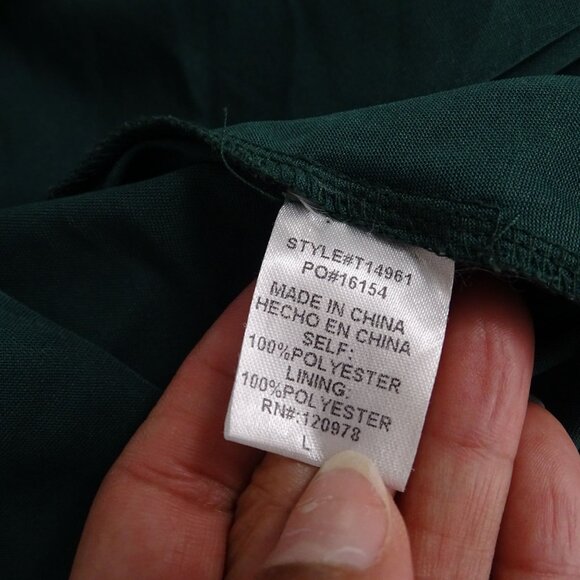 STYLE#T14961
PO#16154
MADE IN CHINA
HECHO EN CHINA
SELF:
100%POLYESTER
LINING:
100%POLYESTER
RN#:120978
L